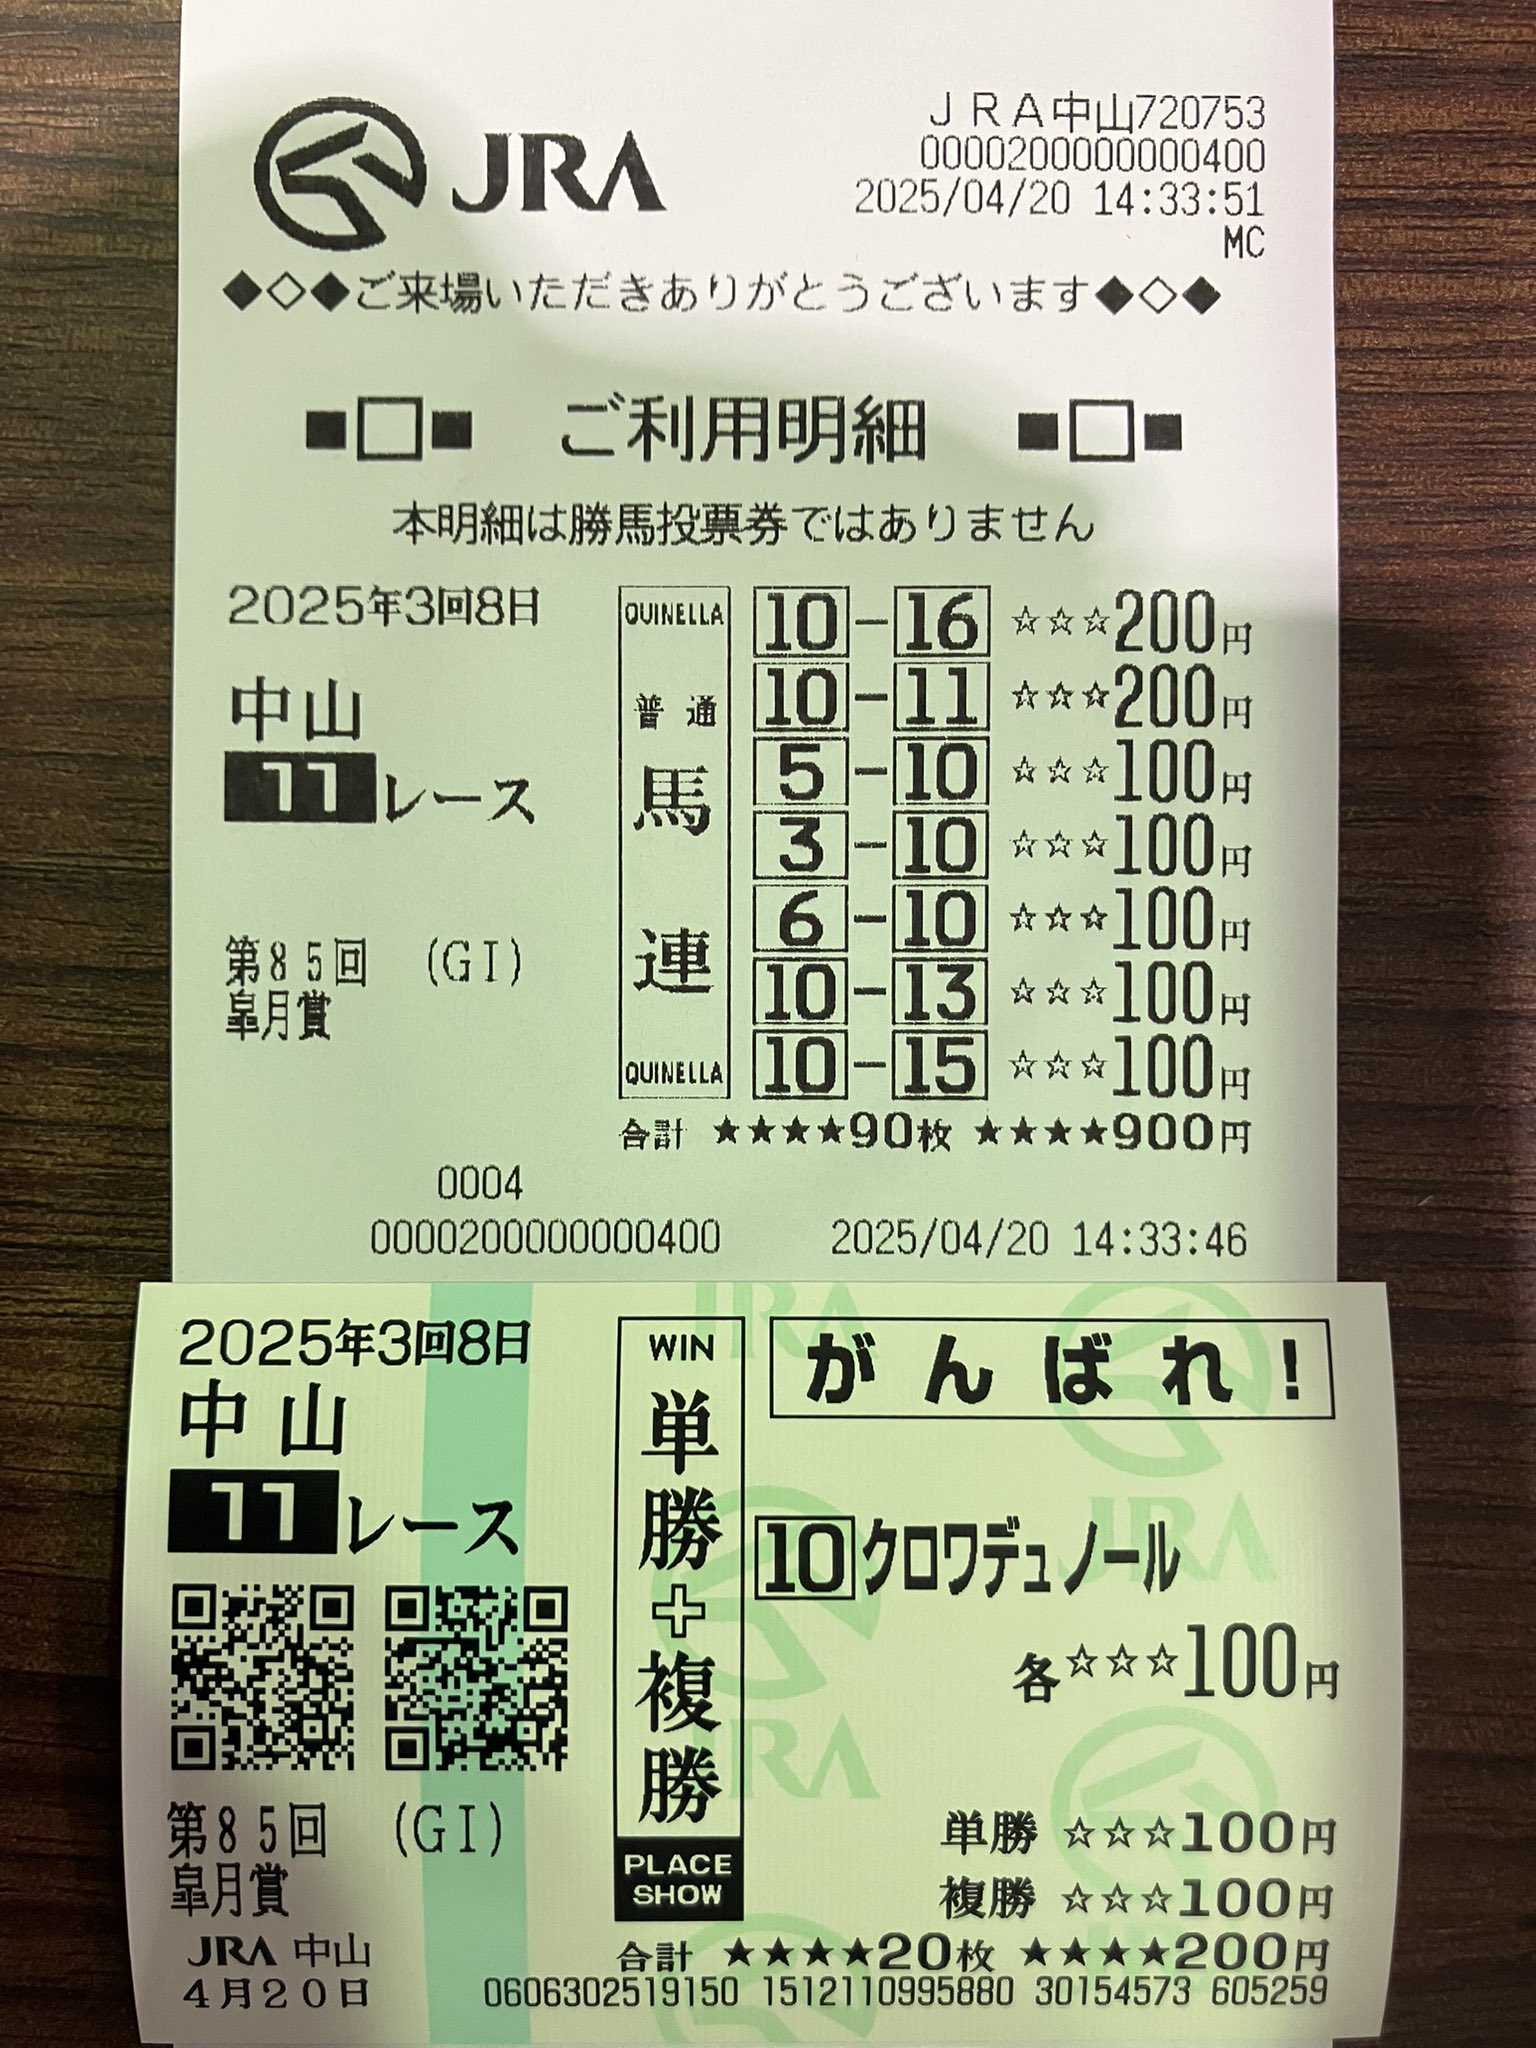 JRA
JRA中山720753
0000200000000400
2025/04/20 14:33:51
MC
◆◇◆ご来場いただきありがとうございます◆◇◆
■□■ ご利用明細 ■□■
本明細は勝馬投票券ではありません
2025年3回8日
中山
11レース
第85回 (GⅠ)
皐月賞
QUINELLA
普通
馬連
QUINELLA
10-16 ☆☆☆200円
10-11 ☆☆☆200円
5-10 ☆☆☆100円
3-10 ☆☆☆100円
6-10 ☆☆☆100円
10-13 ☆☆☆100円
10-15 ☆☆☆100円
合計 ★★★★90枚 ★★★★900円
0004
0000200000000400 2025/04/20 14:33:46
2025年3回8日
中山
11レース
第85回 (GⅠ)
皐月賞
JRA 中山
4月20日
WIN
単勝+複勝
PLACE
SHOW
がんばれ!
10クロワデュノール
各☆☆☆100円
単勝 ☆☆☆100円
複勝 ☆☆☆100円
合計 ★★★★20枚 ★★★★200円
0606302519150 1512110995880 30154573 605259